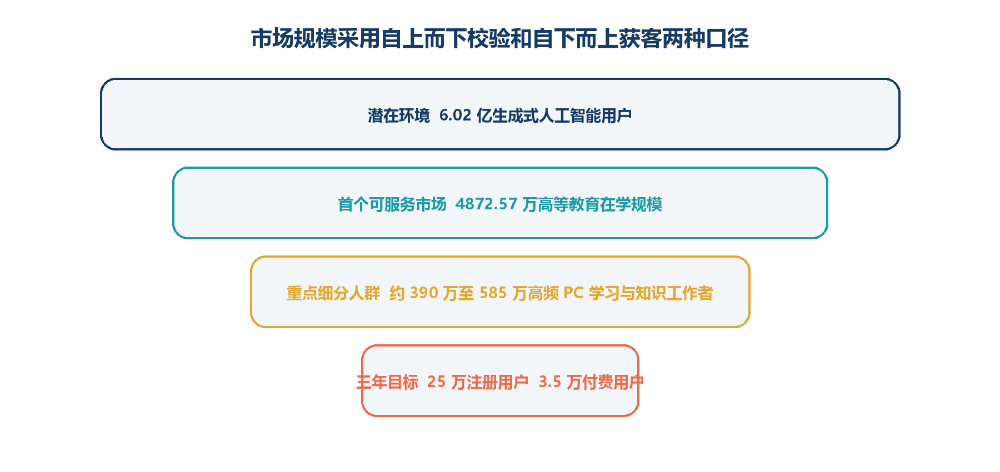 市场规模采用自上而下校验和自下而上获客两种口径
潜在环境 6.02 亿生成式人工智能用户
首个可服务市场 4872.57 万高等教育在学规模
重点细分人群 约 390 万至 585 万高频 PC 学习与知识工作者
三年目标 25 万注册用户 3.5 万付费用户